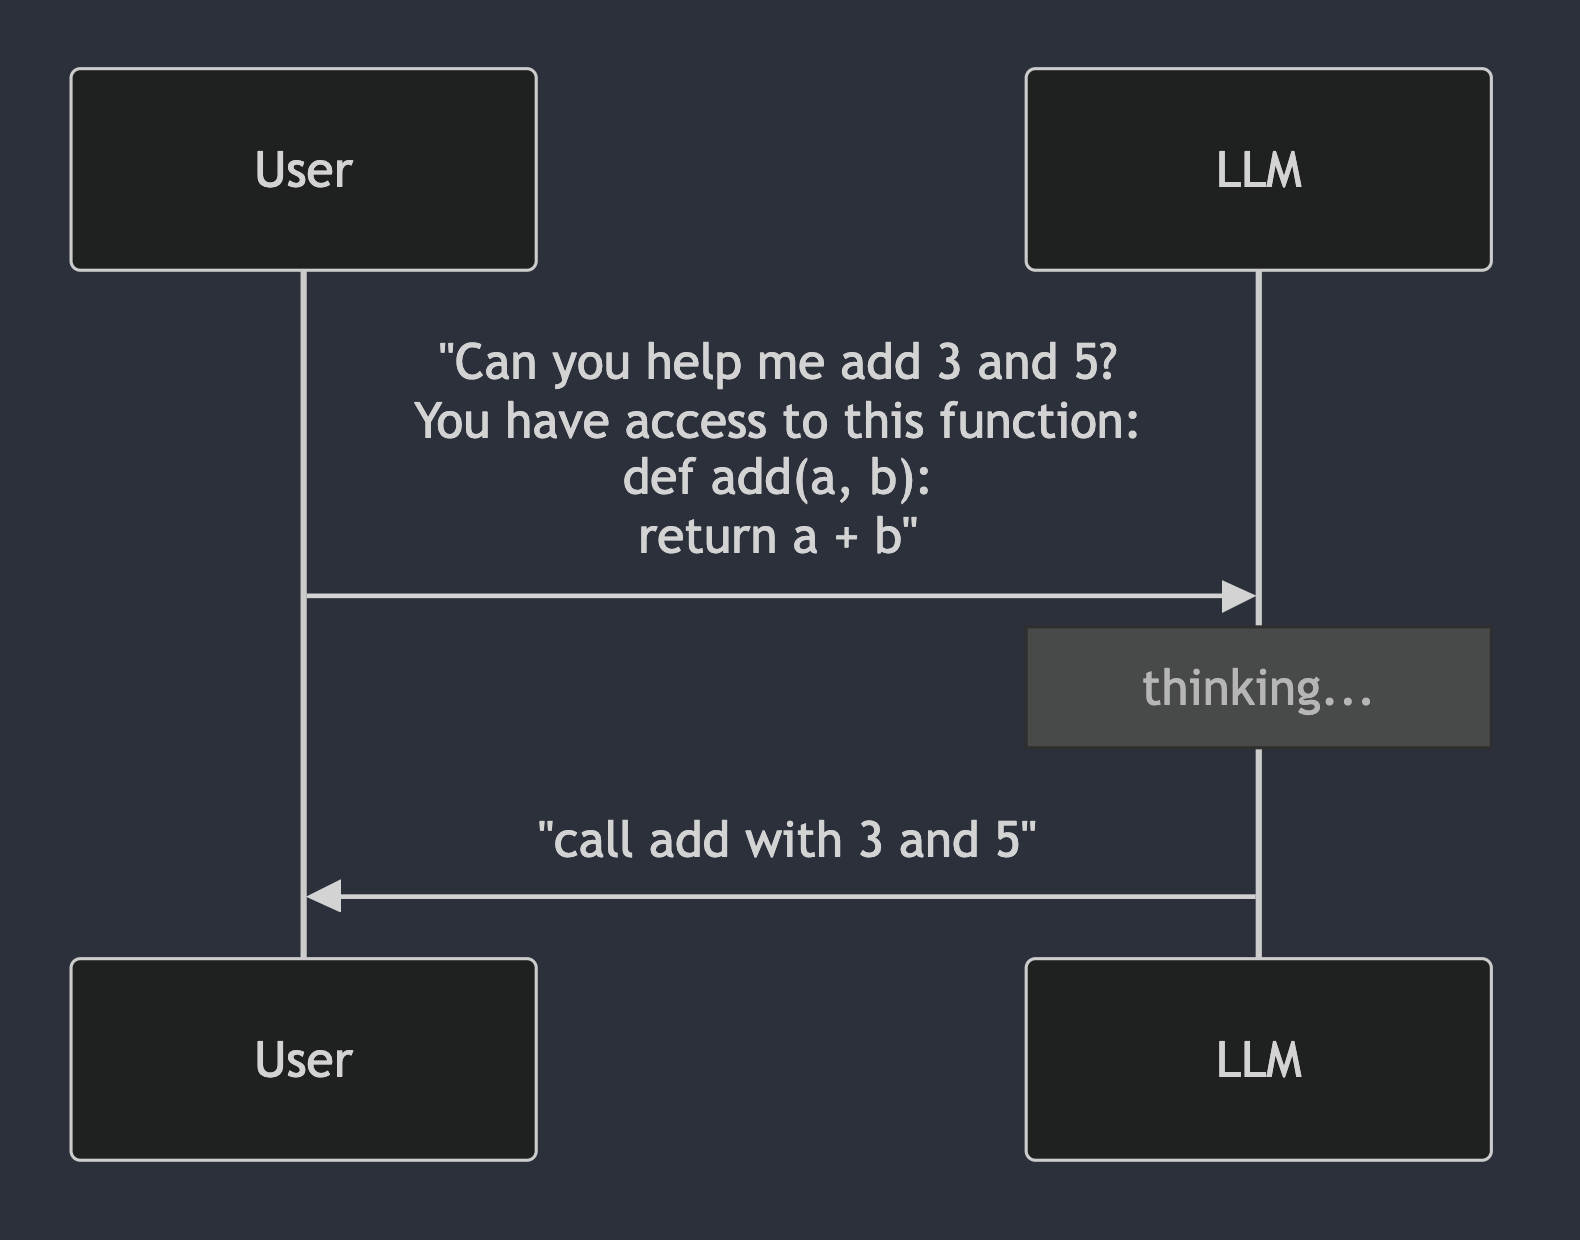 User
LLM
"Can you help me add 3 and 5?
You have access to this function:
def add(a, b):
return a + b"
thinking...
"call add with 3 and 5"
User
LLM